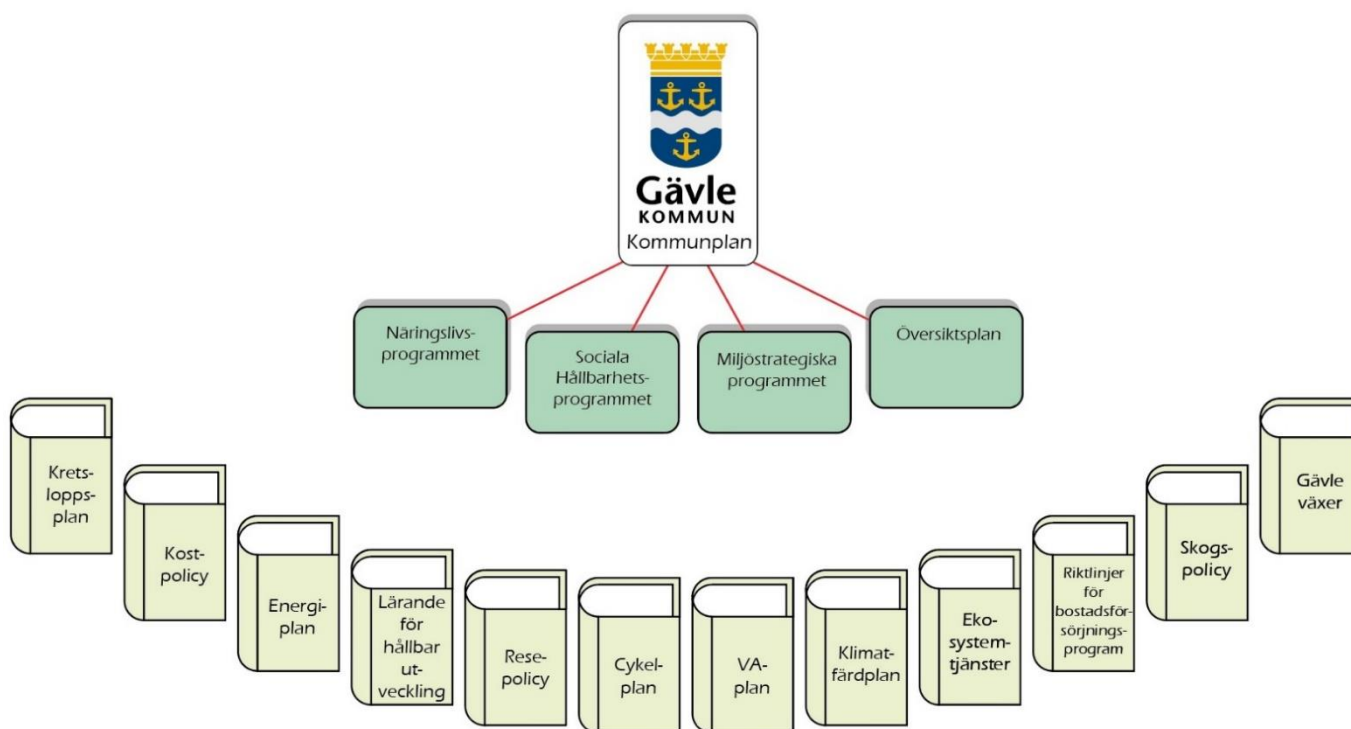 Gävle
KOMMUN
Kommunplan
Näringslivs-
programmet
Sociala
Hållbarhets-
programmet
Miljöstrategiska
programmet
Översiktsplan
Krets-
lopps-
plan
Kost-
policy
Energi-
plan
Lärande
för
hållbar
ut-
veckling
Rese-
policy
Cykel-
plan
VA-
plan
Klimat-
färdplan
Eko-
system-
tjänster
Riktlinjer
för
bostadsför-
sörjnings-
program
Skogs-
policy
Gävle
växer